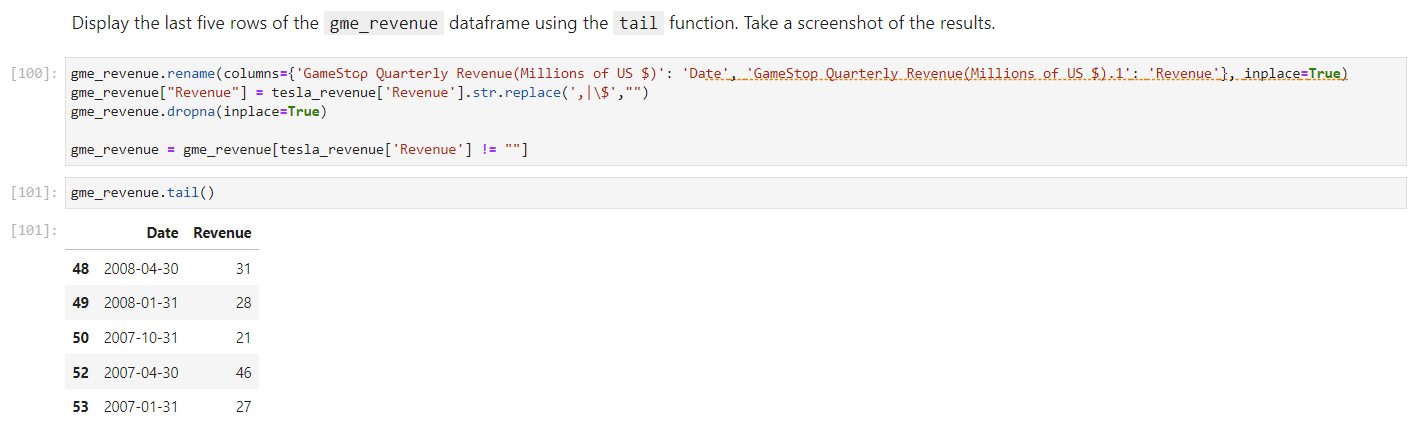 Display the last five rows of the gme_revenue dataframe using the tail function. Take a screenshot of the results.
[100]: gme_revenue.rename(columns={'GameStop Quarterly Revenue(Millions of US $)': 'Date', 'GameStop Quarterly Revenue(Millions of US $).1': 'Revenue'}, inplace=True)
gme_revenue["Revenue"] = tesla_revenue['Revenue'].str.replace(',|\$',"")
gme_revenue.dropna(inplace=True)
gme_revenue = gme_revenue[tesla_revenue['Revenue'] != ""]
[101]: gme_revenue.tail()
[101]: Date Revenue
48 2008-04-30 31
49 2008-01-31 28
50 2007-10-31 21
52 2007-04-30 46
53 2007-01-31 27